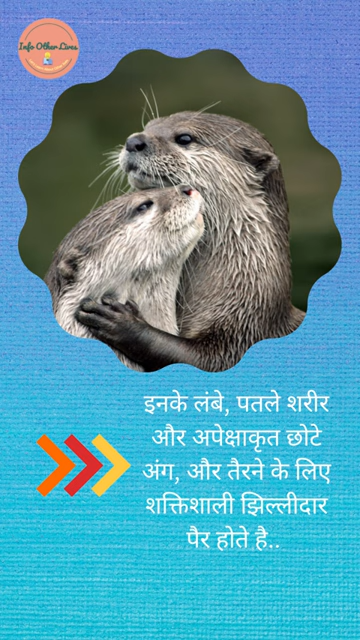 Info Other Lives
इनके लंबे, पतले शरीर
और अपेक्षाकृत छोटे
अंग, और तैरने के लिए
शक्तिशाली झिल्लीदार
पैर होते है..